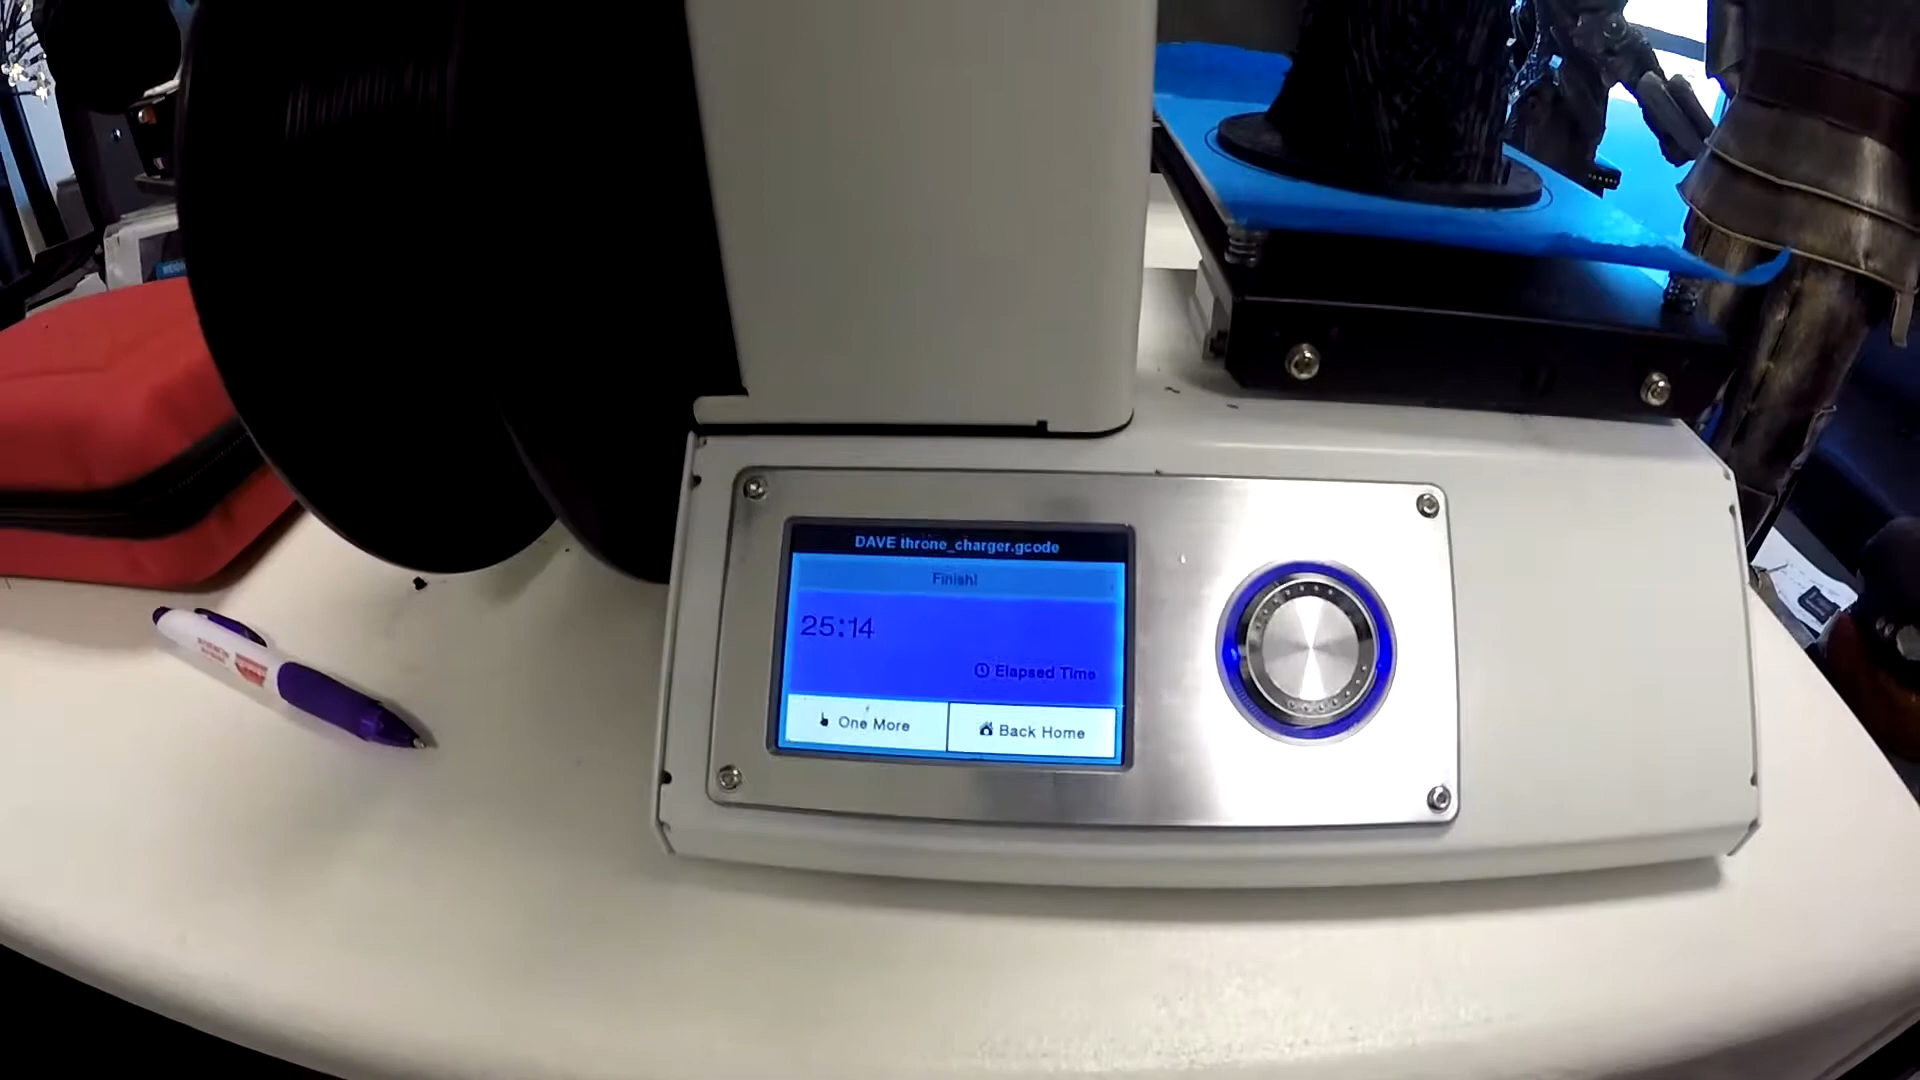 DAVE throne_charger.gcode
Finish!
25:14
Elapsed Time
One More
Back Home